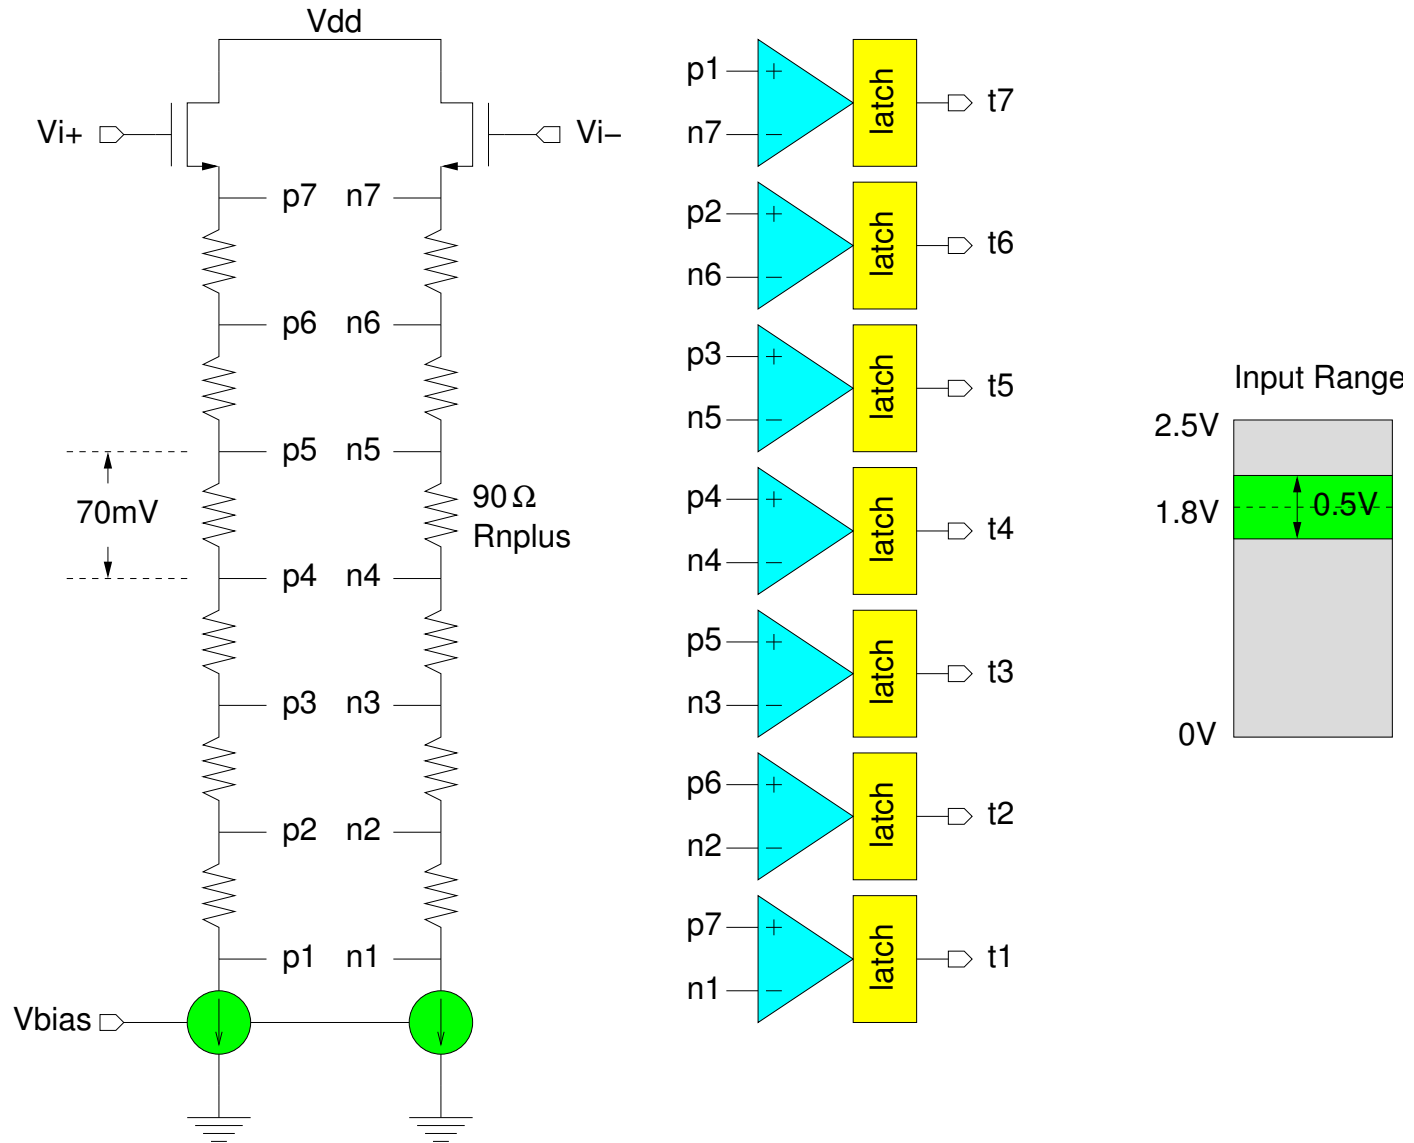 Vdd
Vi+
Vi−
p7 n7
p6 n6
p5 n5
70mV
90Ω
Rnplus
p4 n4
p3 n3
p2 n2
p1 n1
Vbias
p1
+
n7
−
latch
t7
p2
+
n6
−
latch
t6
p3
+
n5
−
latch
t5
p4
+
n4
−
latch
t4
p5
+
n3
−
latch
t3
p6
+
n2
−
latch
t2
p7
+
n1
−
latch
t1
Input Range
2.5V
1.8V
0.5V
0V